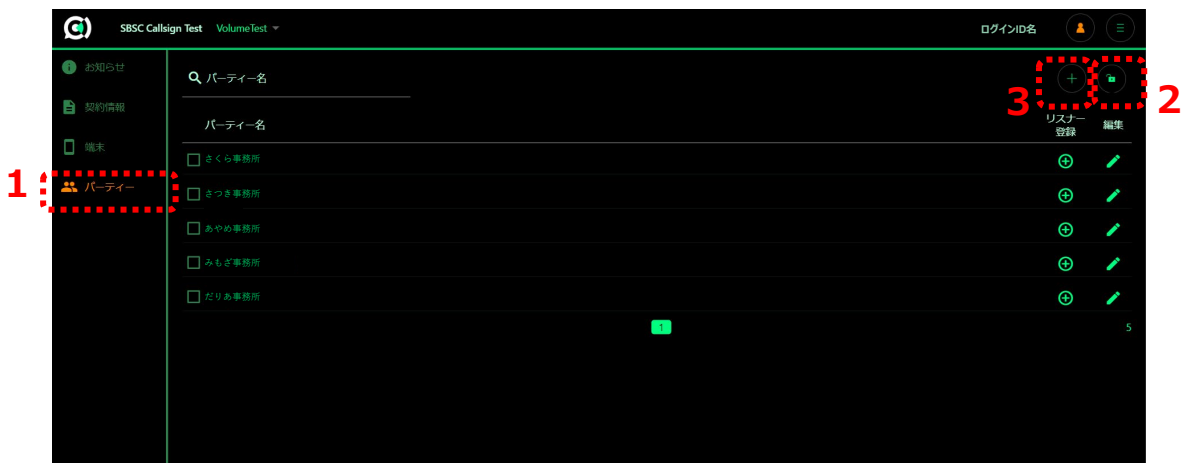 SBSC Callsign Test VolumeTest ログインID名
お知らせ
契約情報
端末
パーティー
パーティー名
パーティー名 リスナー登録 編集
さくら事務所
さつき事務所
あやめ事務所
みもざ事務所
だりあ事務所
1 5
1
2
3